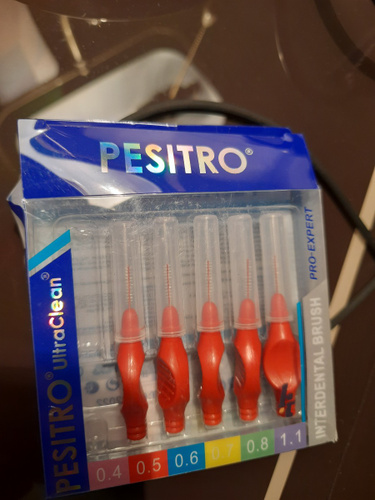 PESITRO®
PESITRO® UltraClean®
PRO-EXPERT
INTERDENTAL BRUSH
0.4 0.5 0.6 0.7 0.8 1.1